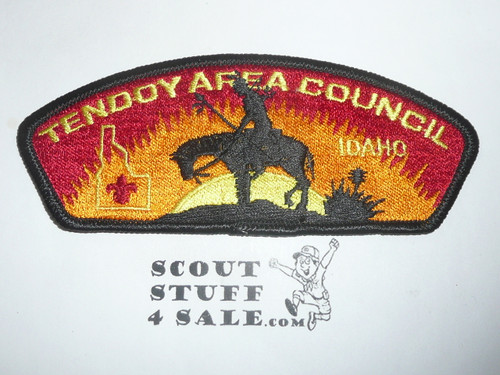 TENDOY AREA COUNCIL
IDAHO
SCOUT
STUFF
4 SALE.COM